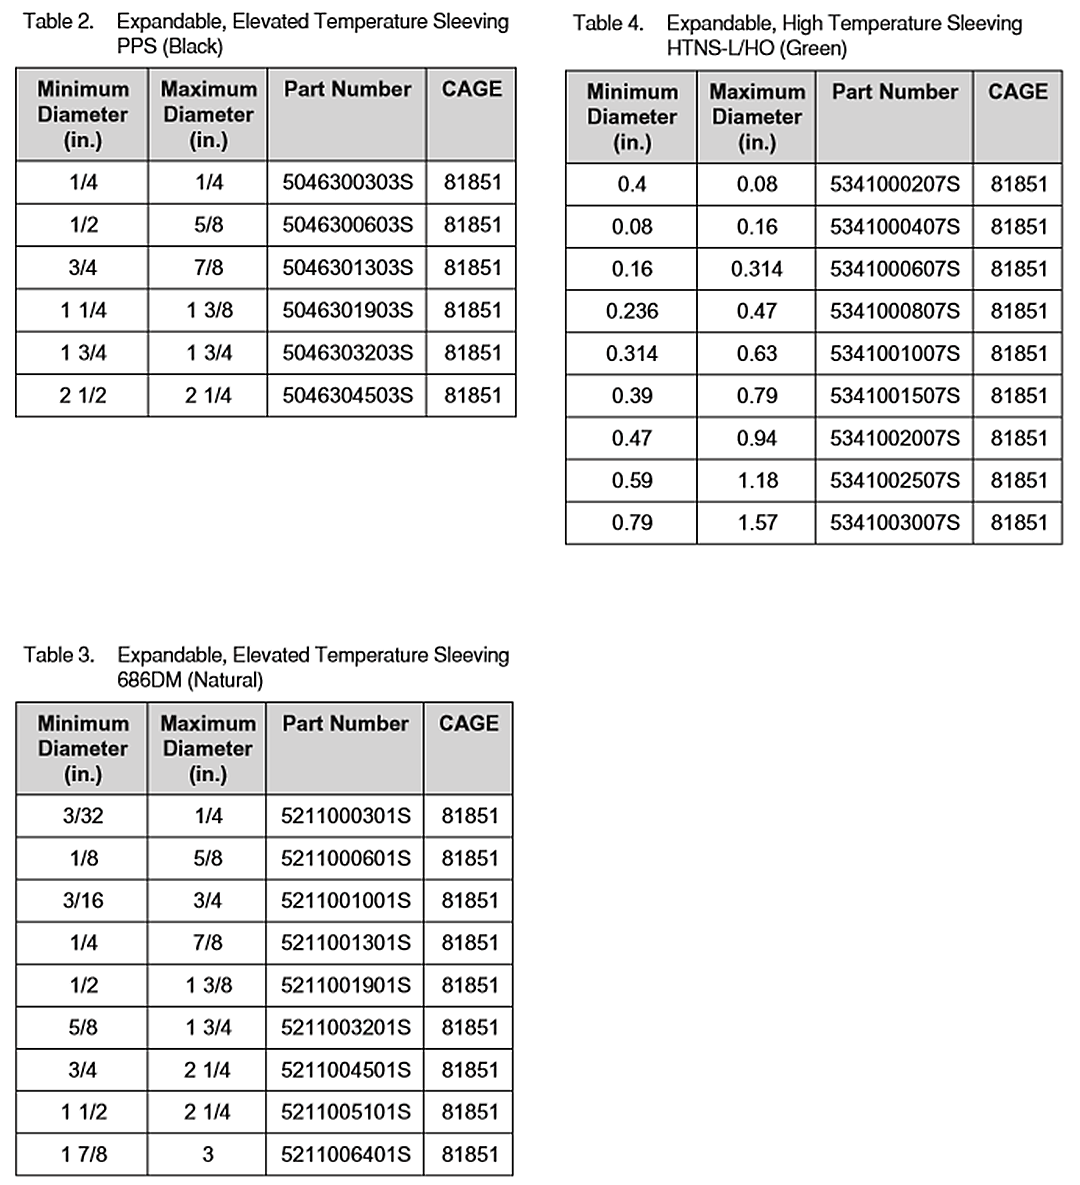 Table 2. Expandable, Elevated Temperature Sleeving
PPS (Black)
Minimum Diameter (in.) Maximum Diameter (in.) Part Number CAGE
1/4 1/4 5046300303S 81851
1/2 5/8 5046300603S 81851
3/4 7/8 5046301303S 81851
1 1/4 1 3/8 5046301903S 81851
1 3/4 1 3/4 5046303203S 81851
2 1/2 2 1/4 5046304503S 81851
Table 3. Expandable, Elevated Temperature Sleeving
686DM (Natural)
Minimum Diameter (in.) Maximum Diameter (in.) Part Number CAGE
3/32 1/4 5211000301S 81851
1/8 5/8 5211000601S 81851
3/16 3/4 5211001001S 81851
1/4 7/8 5211001301S 81851
1/2 1 3/8 5211001901S 81851
5/8 1 3/4 5211003201S 81851
3/4 2 1/4 5211004501S 81851
1 1/2 2 1/4 5211005101S 81851
1 7/8 3 5211006401S 81851
Table 4. Expandable, High Temperature Sleeving
HTNS-L/HO (Green)
Minimum Diameter (in.) Maximum Diameter (in.) Part Number CAGE
0.4 0.08 5341000207S 81851
0.08 0.16 5341000407S 81851
0.16 0.314 5341000607S 81851
0.236 0.47 5341000807S 81851
0.314 0.63 5341001007S 81851
0.39 0.79 5341001507S 81851
0.47 0.94 5341002007S 81851
0.59 1.18 5341002507S 81851
0.79 1.57 5341003007S 81851